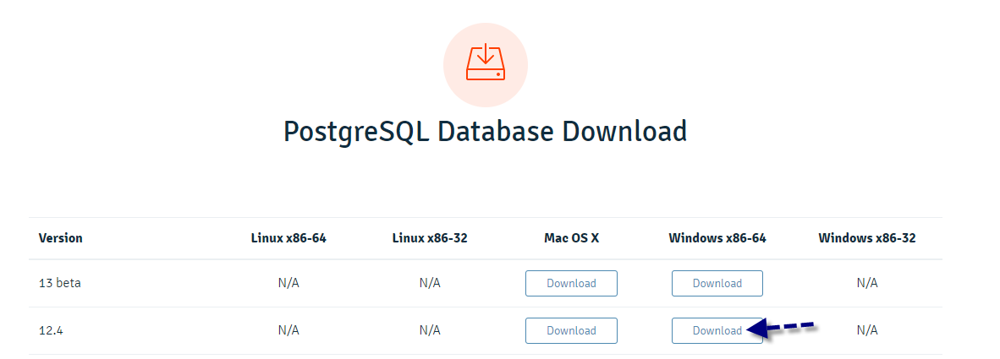 PostgreSQL Database Download
Version Linux x86-64 Linux x86-32 Mac OS X Windows x86-64 Windows x86-32
13 beta N/A N/A Download Download N/A
12.4 N/A N/A Download Download N/A